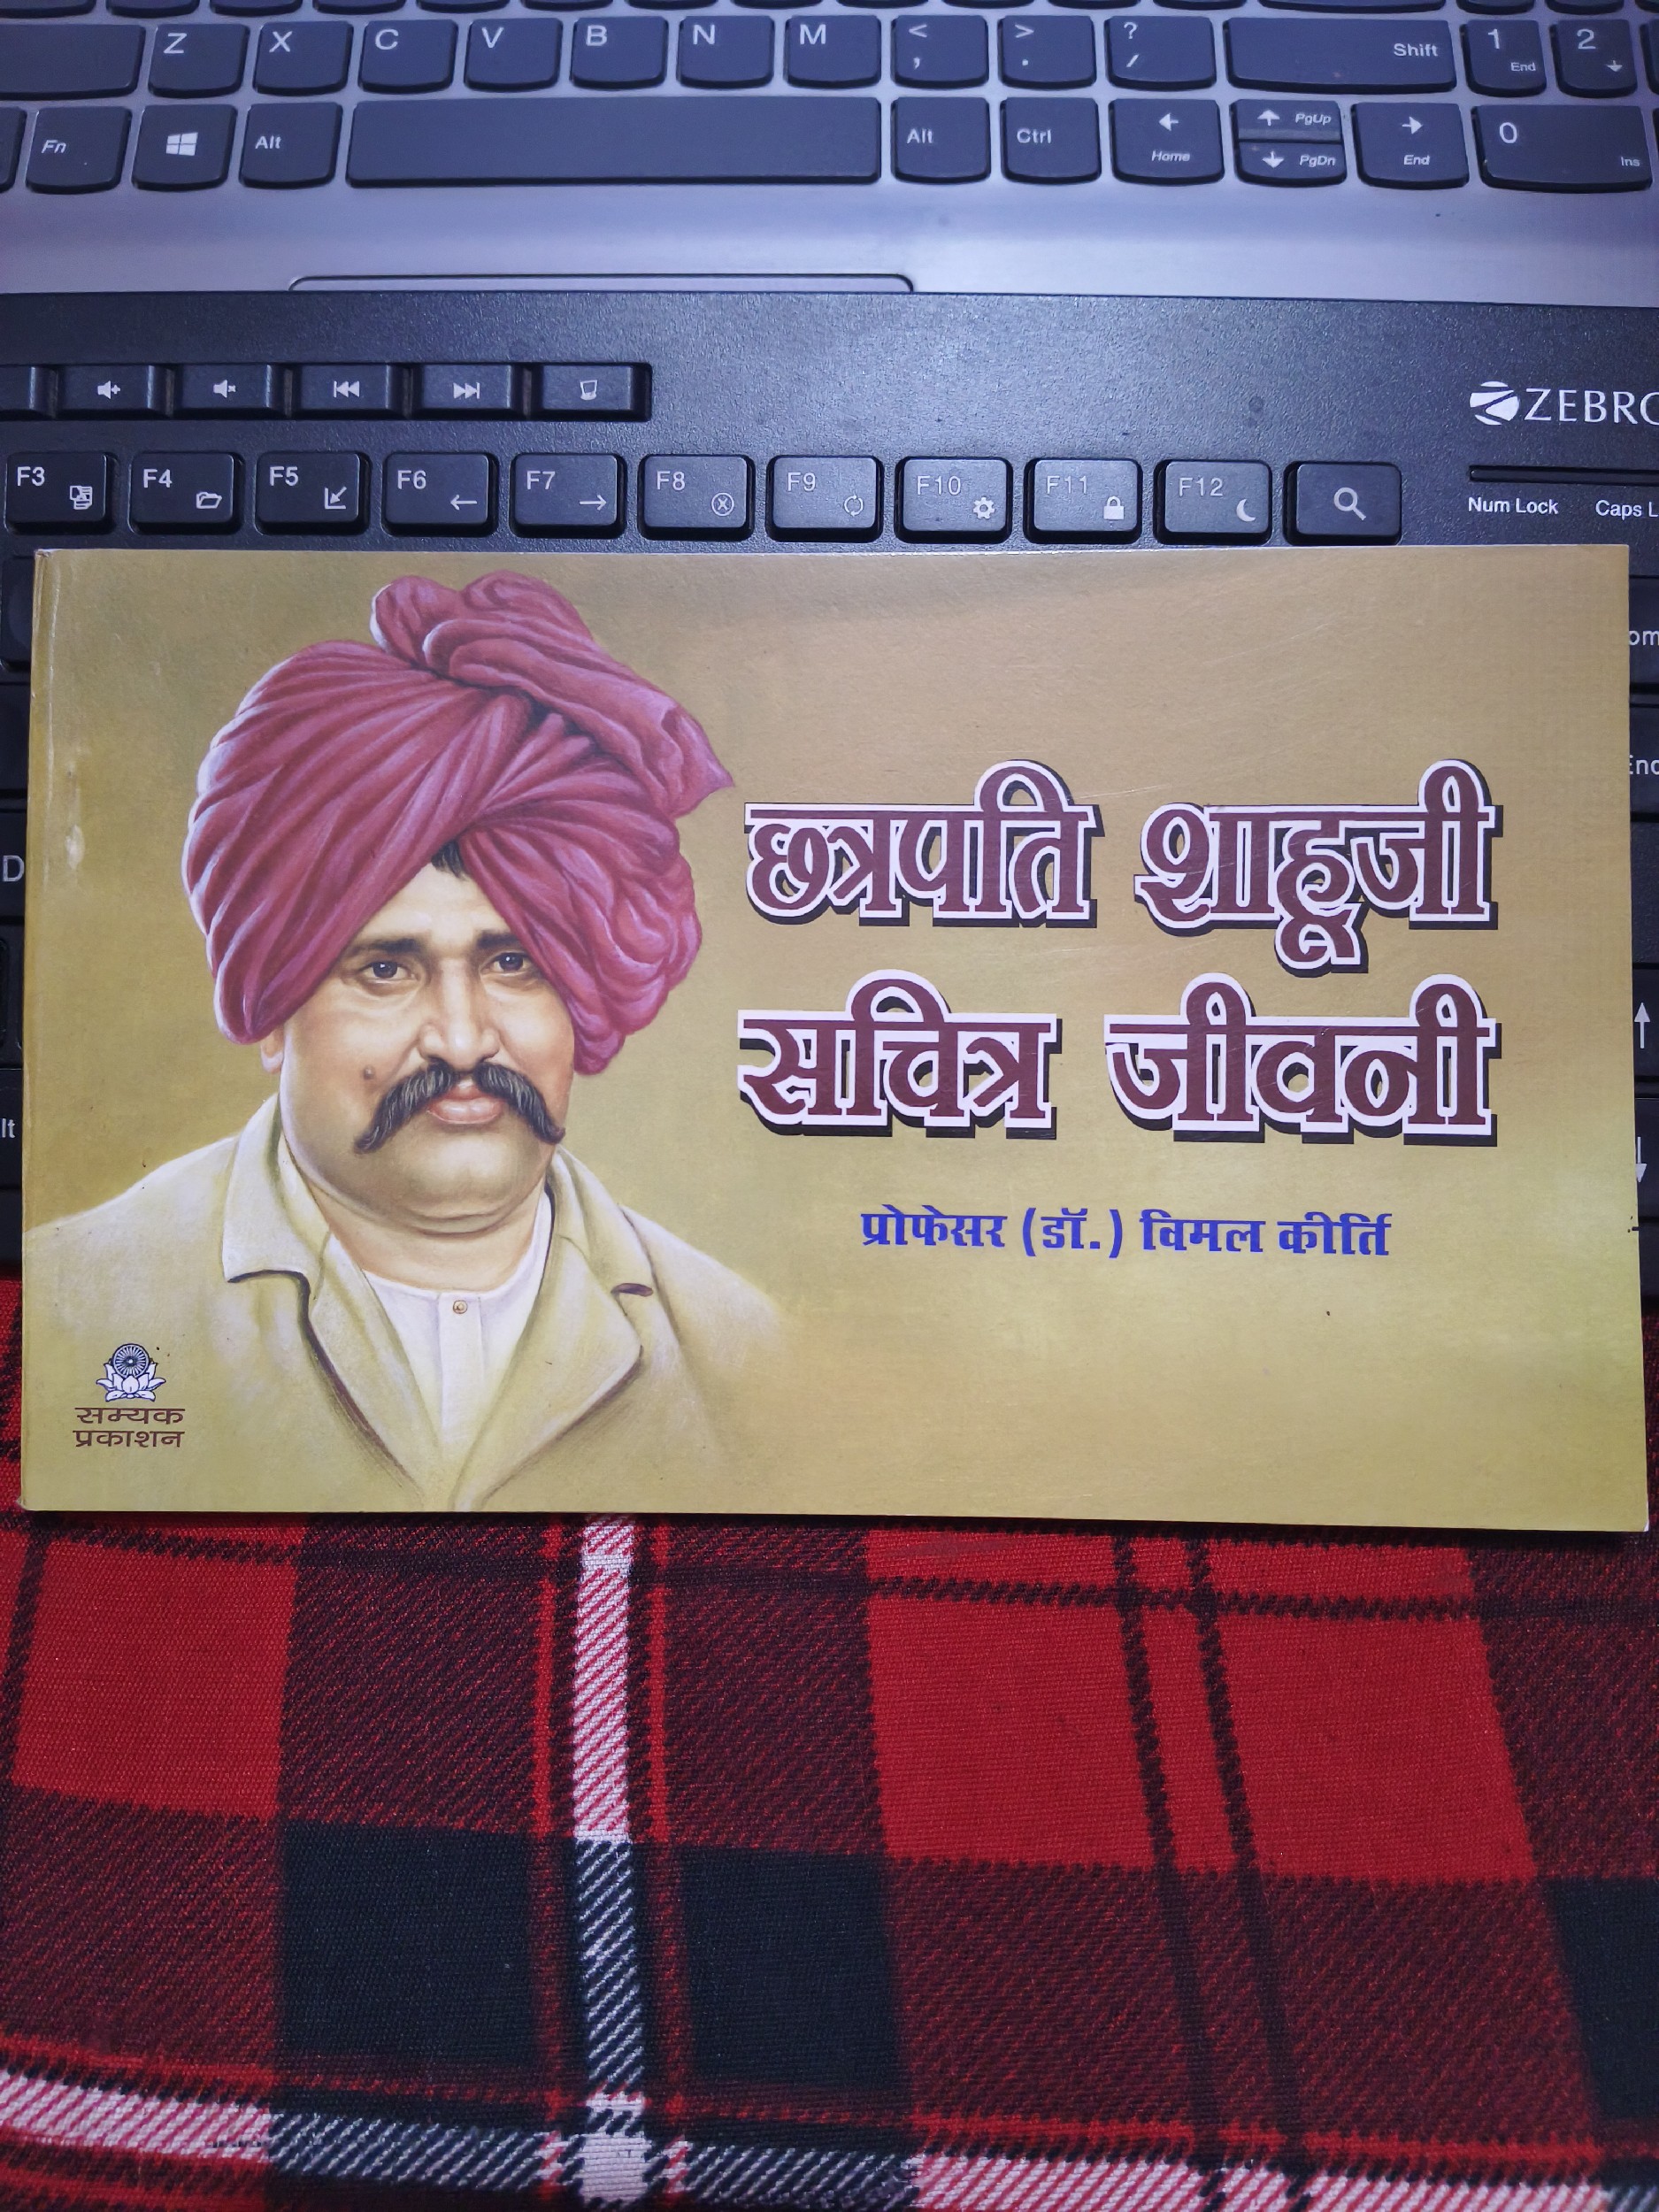 Z X C V B N M < , > . ? / Shift 1 End 2
Fn Alt Alt Ctrl Home PgUp PgDn End 0 Ins
ZEBRO
F3 F4 F5 F6 F7 F8 F9 F10 F11 F12
Num Lock Caps L
छत्रपति शाहूजी
सचित्र जीवनी
प्रोफेसर (डॉ.) विमल कीर्ति
सम्यक
प्रकाशन